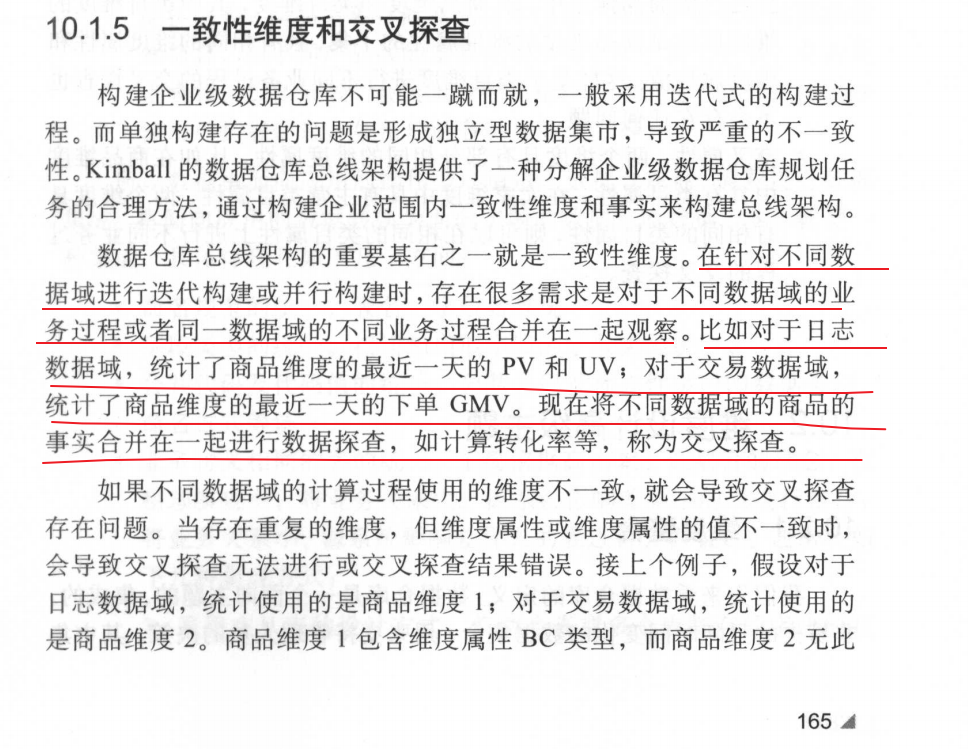 10.1.5 一致性维度和交叉探查
构建企业级数据仓库不可能一蹴而就，一般采用迭代式的构建过
程。而单独构建存在的问题是形成独立型数据集市，导致严重的不一致
性。Kimball 的数据仓库总线架构提供了一种分解企业级数据仓库规划任
务的合理方法，通过构建企业范围内一致性维度和事实来构建总线架构。
数据仓库总线架构的重要基石之一就是一致性维度。在针对不同数
据域进行迭代构建或并行构建时，存在很多需求是对于不同数据域的业
务过程或者同一数据域的不同业务过程合并在一起观察。比如对于日志
数据域，统计了商品维度的最近一天的 PV 和 UV；对于交易数据域，
统计了商品维度的最近一天的下单 GMV。现在将不同数据域的商品的
事实合并在一起进行数据探查，如计算转化率等，称为交叉探查。
如果不同数据域的计算过程使用的维度不一致，就会导致交叉探查
存在问题。当存在重复的维度，但维度属性或维度属性的值不一致时，
会导致交叉探查无法进行或交叉探查结果错误。接上个例子，假设对于
日志数据域，统计使用的是商品维度 1；对于交易数据域，统计使用的
是商品维度 2。商品维度 1 包含维度属性 BC 类型，而商品维度 2 无此
165